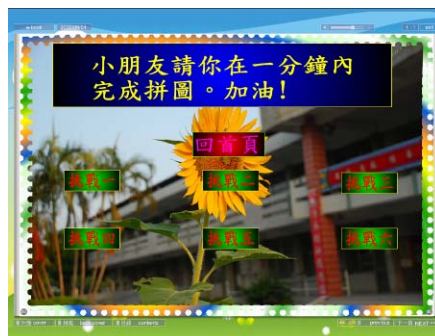 小朋友請你在一分鐘內
完成拼圖。加油!
回首頁
挑戰一 挑戰二 挑戰三
挑戰四 挑戰五 挑戰六